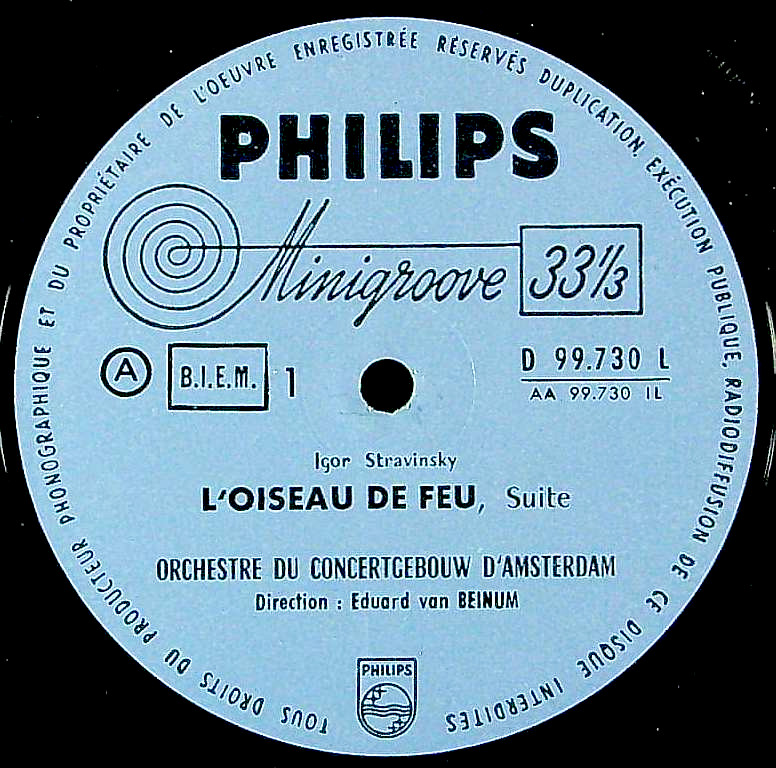 TOUS DROITS DU PRODUCTEUR PHONOGRAPHIQUE ET DU PROPRIÉTAIRE DE L'OEUVRE ENREGISTRÉE RÉSERVÉS DUPLICATION, EXÉCUTION PUBLIQUE, RADIODIFFUSION DE CE DISQUE INTERDITES
PHILIPS
Minigroove 33 1/3
A B.I.E.M. 1
D 99.730 L
AA 99.730 1L
Igor Stravinsky
L'OISEAU DE FEU, Suite
ORCHESTRE DU CONCERTGEBOUW D'AMSTERDAM
Direction : Eduard van BEINUM
PHILIPS